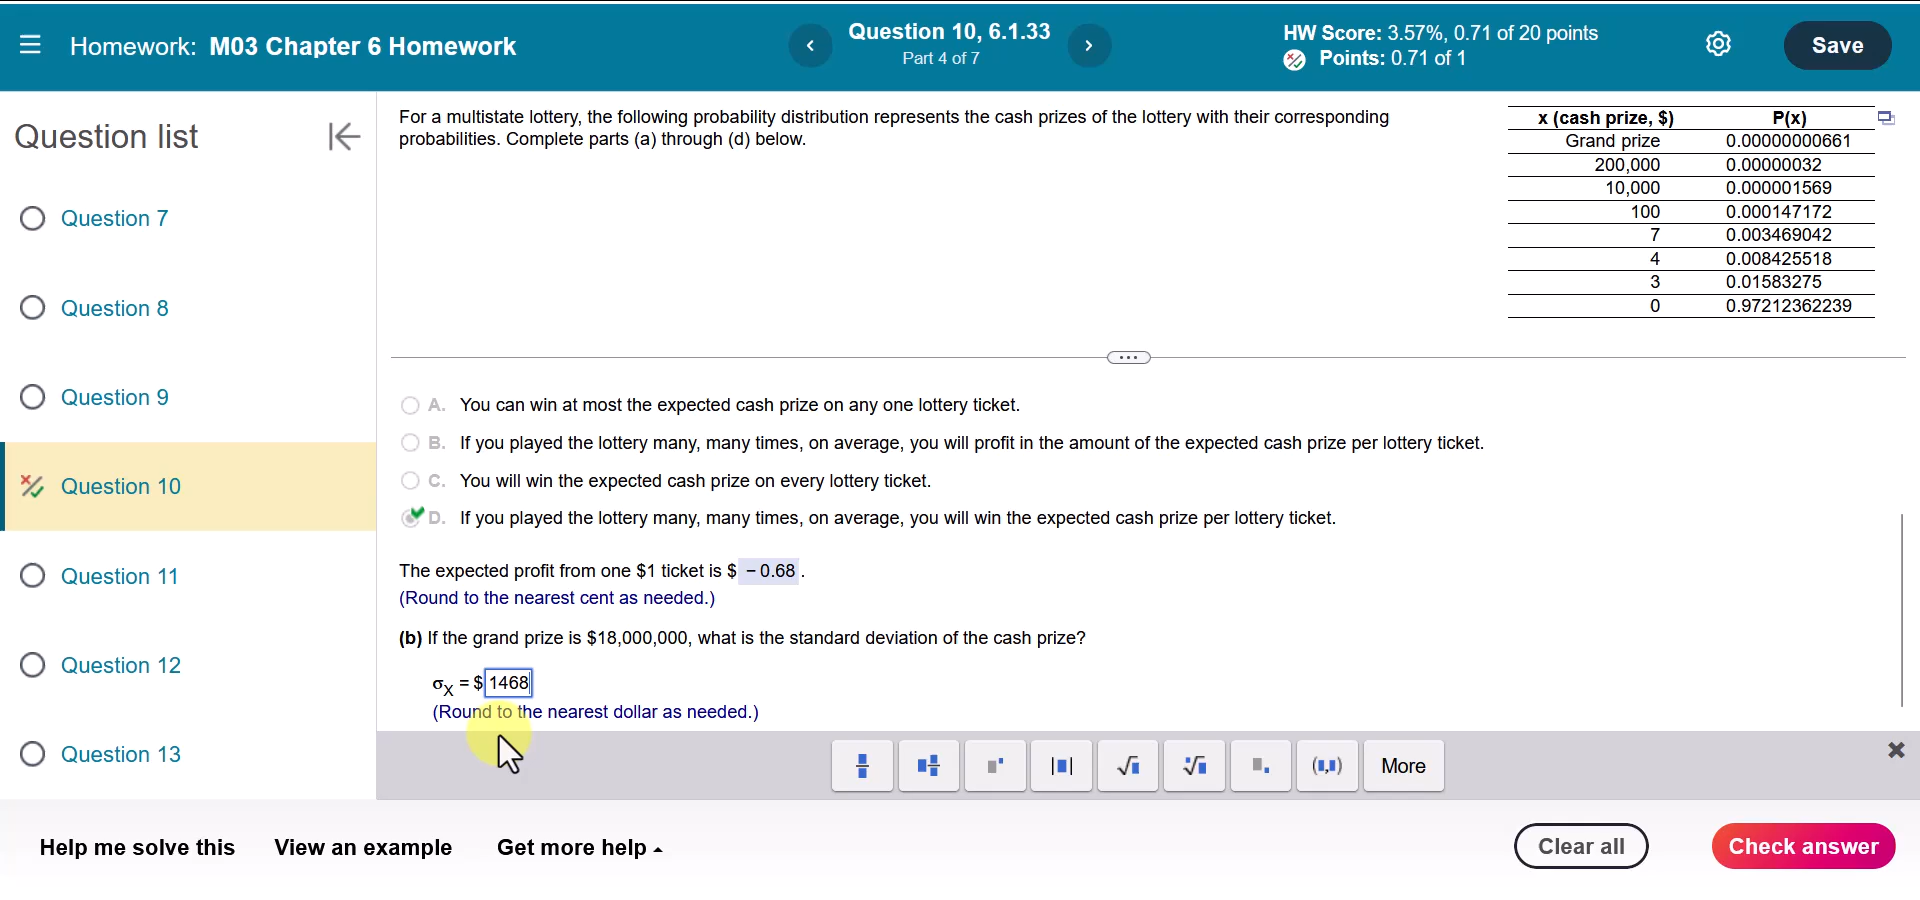 Homework: M03 Chapter 6 Homework
Question 10, 6.1.33
Part 4 of 7
HW Score: 3.57%, 0.71 of 20 points
Points: 0.71 of 1
Save
Question list
Question 7
Question 8
Question 9
Question 10
Question 11
Question 12
Question 13
For a multistate lottery, the following probability distribution represents the cash prizes of the lottery with their corresponding
probabilities. Complete parts (a) through (d) below.
x (cash prize, $) P(x)
Grand prize 0.00000000661
200,000 0.00000032
10,000 0.000001569
100 0.000147172
7 0.003469042
4 0.008425518
3 0.01583275
0 0.97212362239
A. You can win at most the expected cash prize on any one lottery ticket.
B. If you played the lottery many, many times, on average, you will profit in the amount of the expected cash prize per lottery ticket.
C. You will win the expected cash prize on every lottery ticket.
D. If you played the lottery many, many times, on average, you will win the expected cash prize per lottery ticket.
The expected profit from one $1 ticket is $ −0.68.
(Round to the nearest cent as needed.)
(b) If the grand prize is $18,000,000, what is the standard deviation of the cash prize?
σX = $ 1468
(Round to the nearest dollar as needed.)
More
Help me solve this View an example Get more help
Clear all
Check answer